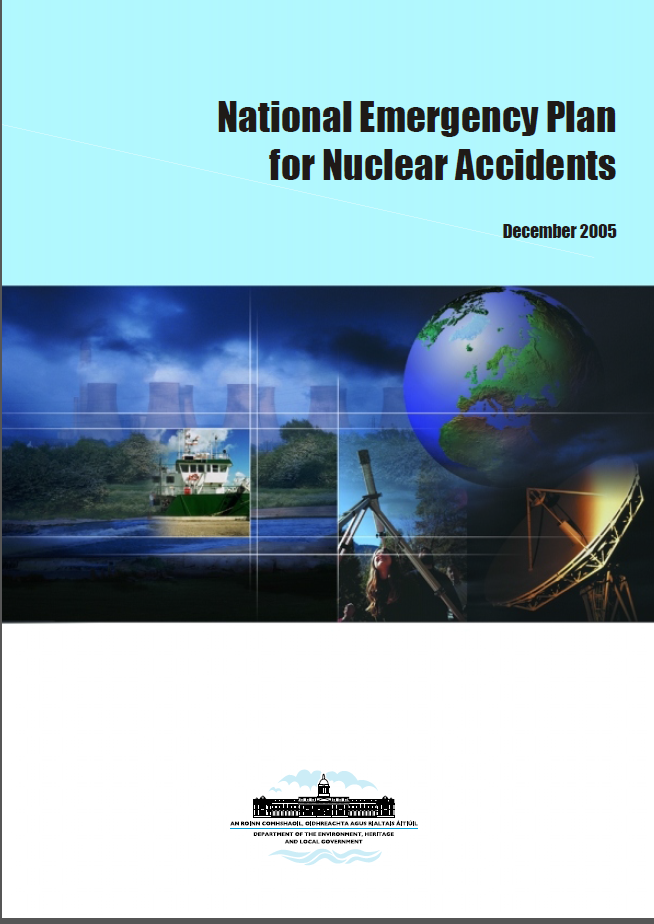 National Emergency Plan
for Nuclear Accidents
December 2005
AN ROINN COMHSHAOIL, OIDHREACHTA AGUS RIALTAIS ÁITIÚIL
DEPARTMENT OF THE ENVIRONMENT, HERITAGE
AND LOCAL GOVERNMENT